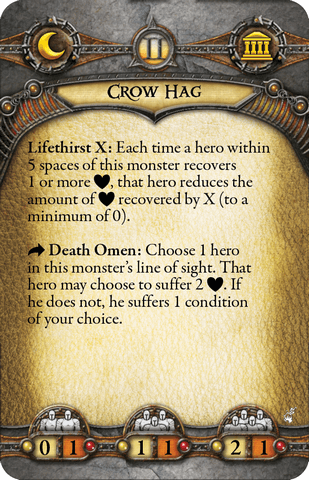 II
CROW HAG
Lifethirst X: Each time a hero within
5 spaces of this monster recovers
1 or more ♥, that hero reduces the
amount of ♥ recovered by X (to a
minimum of 0).
Death Omen: Choose 1 hero
in this monster's line of sight. That
hero may choose to suffer 2 ♥. If
he does not, he suffers 1 condition
of your choice.
0 1 1 1 2 1